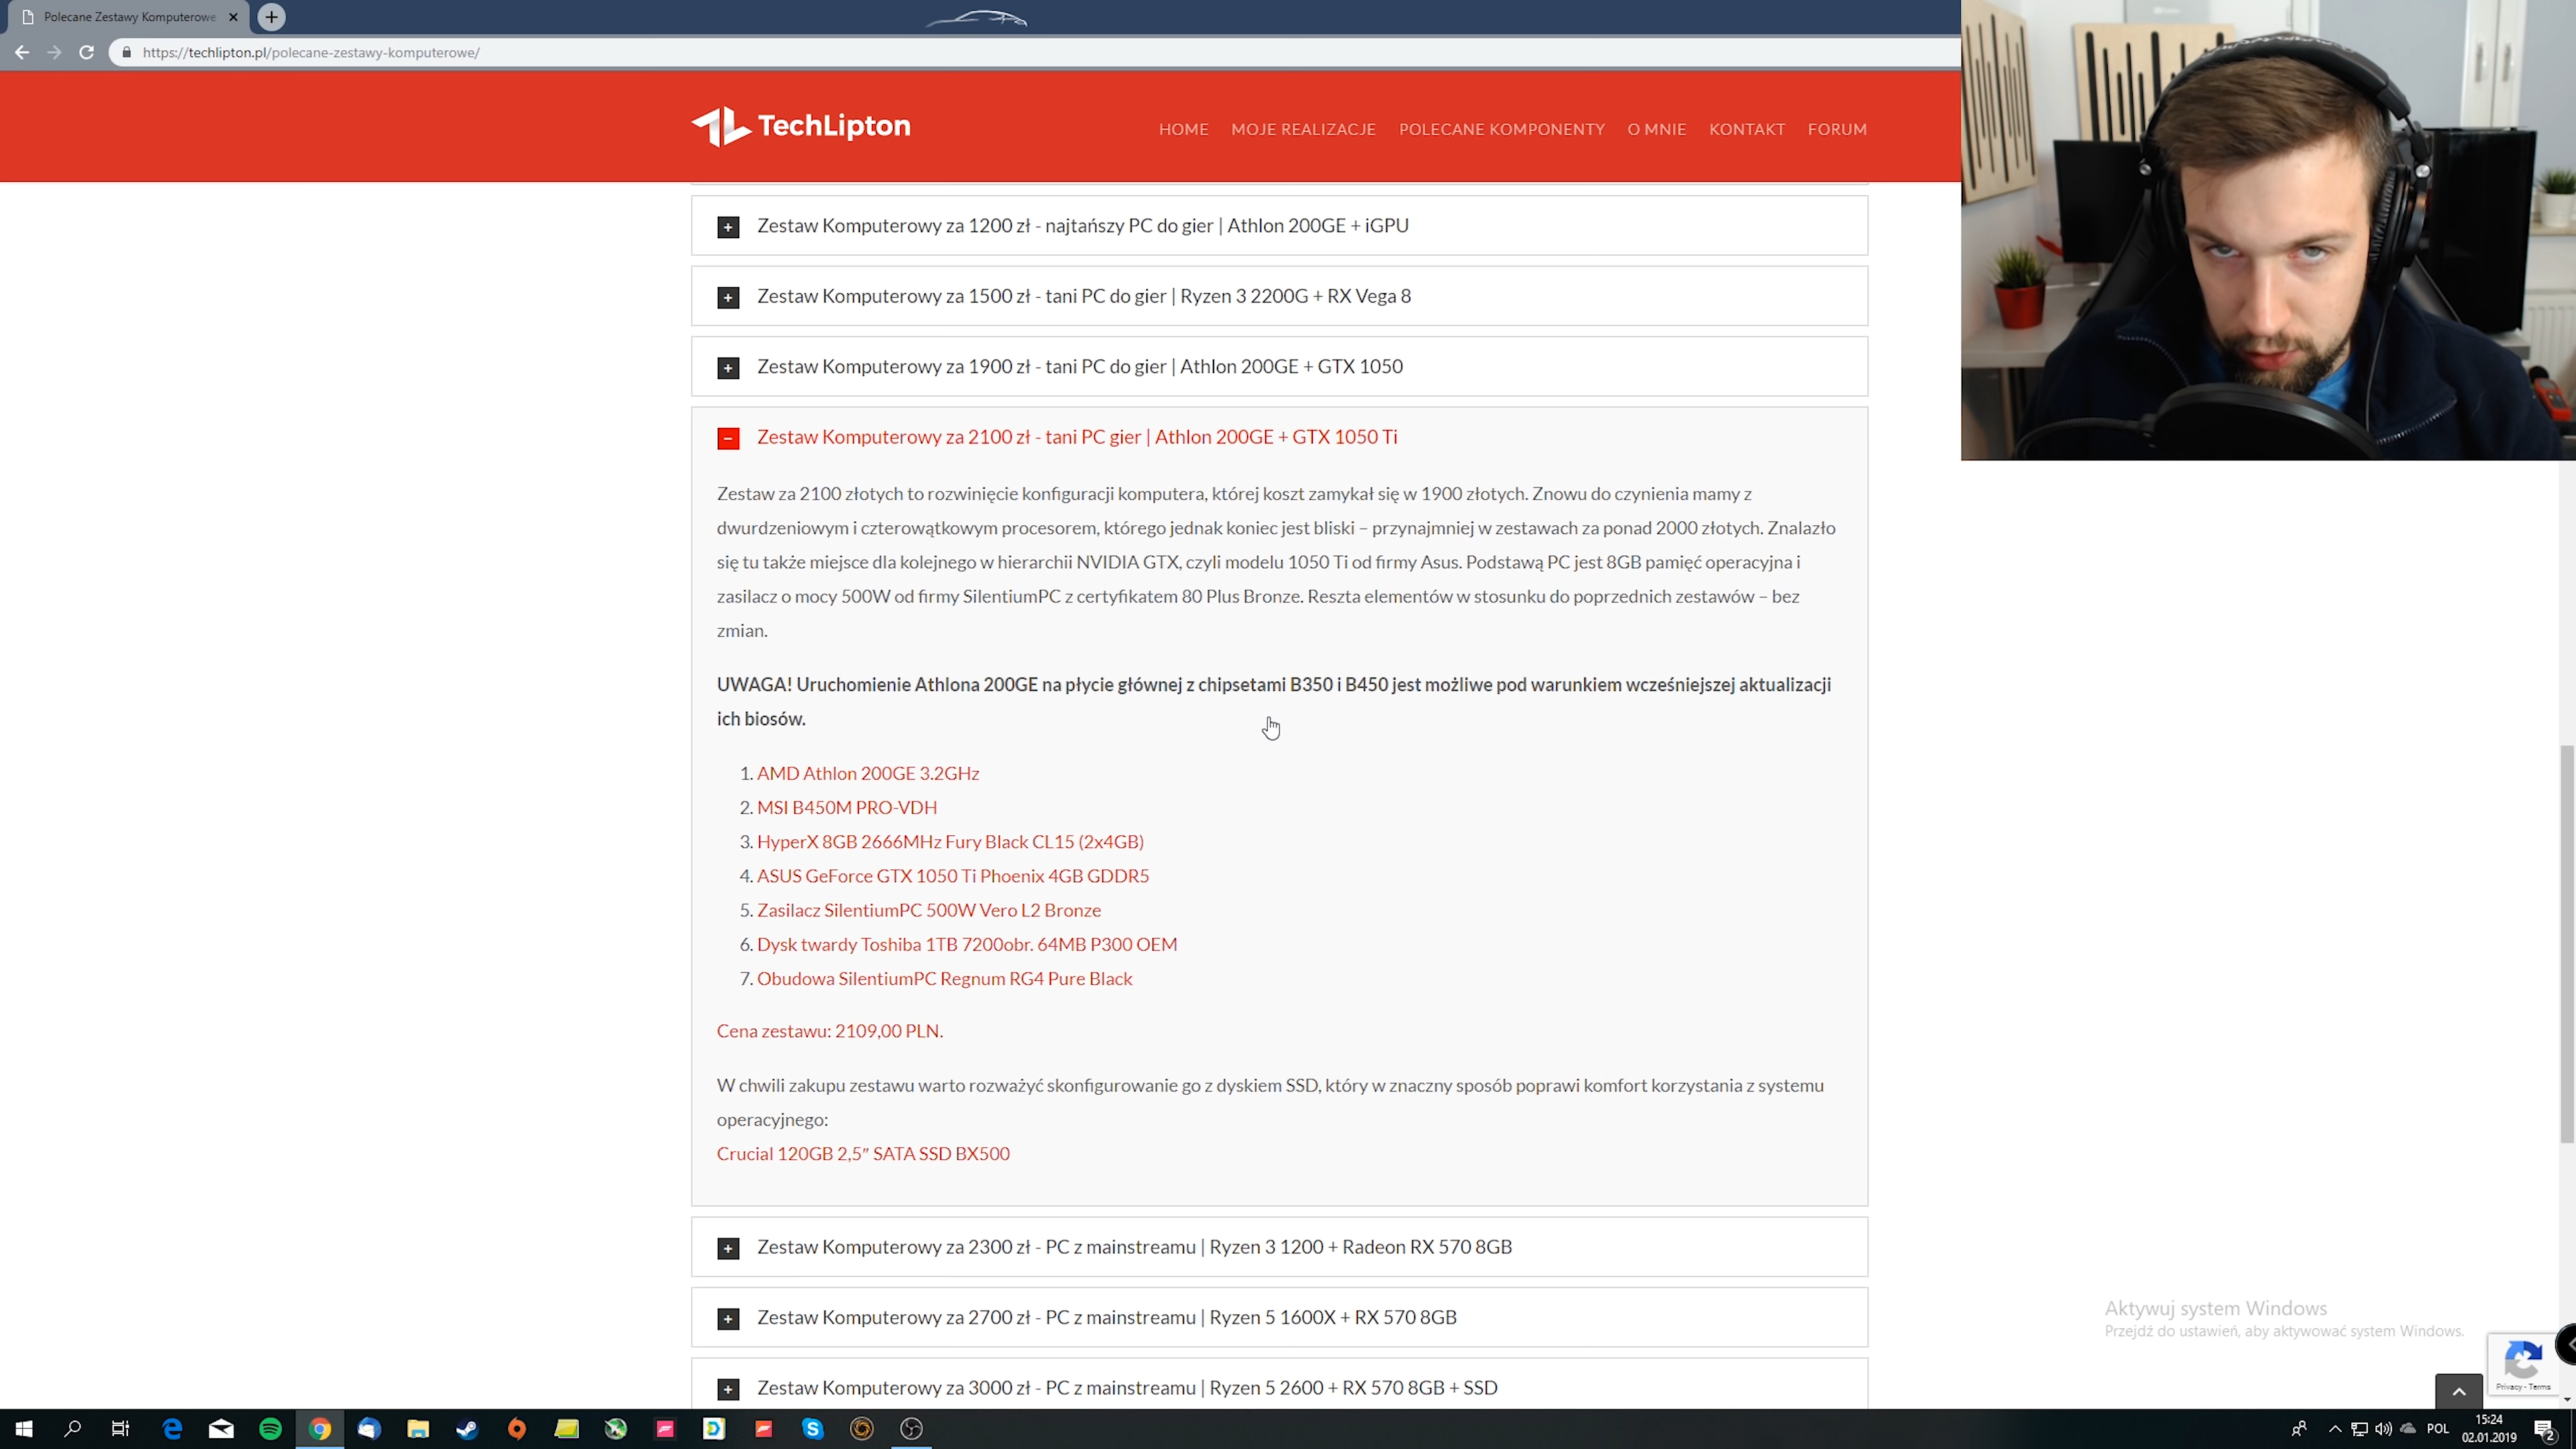 Polecane Zestawy Komputerowe
https://techlipton.pl/polecane-zestawy-komputerowe/
TechLipton
HOME MOJE REALIZACJE POLECANE KOMPONENTY O MNIE KONTAKT FORUM
Zestaw Komputerowy za 1200 zł - najtańszy PC do gier | Athlon 200GE + iGPU
Zestaw Komputerowy za 1500 zł - tani PC do gier | Ryzen 3 2200G + RX Vega 8
Zestaw Komputerowy za 1900 zł - tani PC do gier | Athlon 200GE + GTX 1050
Zestaw Komputerowy za 2100 zł - tani PC gier | Athlon 200GE + GTX 1050 Ti
Zestaw za 2100 złotych to rozwinięcie konfiguracji komputera, której koszt zamykał się w 1900 złotych. Znowu do czynienia mamy z
dwurdzeniowym i czterowątkowym procesorem, którego jednak koniec jest bliski – przynajmniej w zestawach za ponad 2000 złotych. Znalazło
się tu także miejsce dla kolejnego w hierarchii NVIDIA GTX, czyli modelu 1050 Ti od firmy Asus. Podstawą PC jest 8GB pamięć operacyjna i
zasilacz o mocy 500W od firmy SilentiumPC z certyfikatem 80 Plus Bronze. Reszta elementów w stosunku do poprzednich zestawów – bez
zmian.
UWAGA! Uruchomienie Athlona 200GE na płycie głównej z chipsetami B350 i B450 jest możliwe pod warunkiem wcześniejszej aktualizacji
ich biosów.
1. AMD Athlon 200GE 3.2GHz
2. MSI B450M PRO-VDH
3. HyperX 8GB 2666MHz Fury Black CL15 (2x4GB)
4. ASUS GeForce GTX 1050 Ti Phoenix 4GB GDDR5
5. Zasilacz SilentiumPC 500W Vero L2 Bronze
6. Dysk twardy Toshiba 1TB 7200obr. 64MB P300 OEM
7. Obudowa SilentiumPC Regnum RG4 Pure Black
Cena zestawu: 2109,00 PLN.
W chwili zakupu zestawu warto rozważyć skonfigurowanie go z dyskiem SSD, który w znaczny sposób poprawi komfort korzystania z systemu
operacyjnego:
Crucial 120GB 2,5″ SATA SSD BX500
Zestaw Komputerowy za 2300 zł - PC z mainstreamu | Ryzen 3 1200 + Radeon RX 570 8GB
Zestaw Komputerowy za 2700 zł - PC z mainstreamu | Ryzen 5 1600X + RX 570 8GB
Zestaw Komputerowy za 3000 zł - PC z mainstreamu | Ryzen 5 2600 + RX 570 8GB + SSD
Aktywuj system Windows
Przejdź do ustawień, aby aktywować system Windows.
Privacy - Terms
POL
15:24
02.01.2019
2